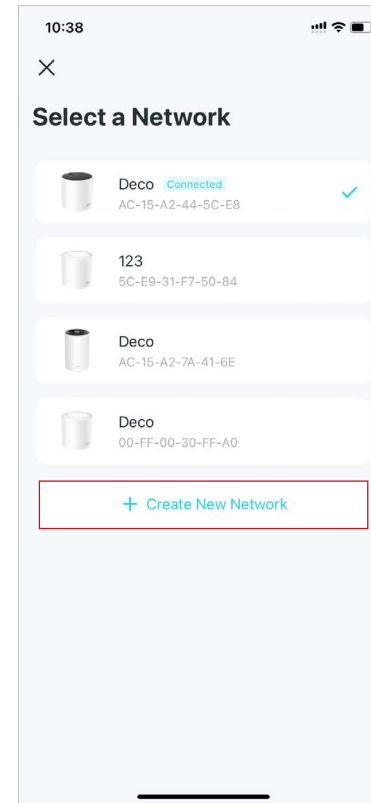 10:38
Select a Network
Deco Connected
AC-15-A2-44-5C-E8
123
5C-E9-31-F7-50-84
Deco
AC-15-A2-7A-41-6E
Deco
00-FF-00-30-FF-A0
+ Create New Network